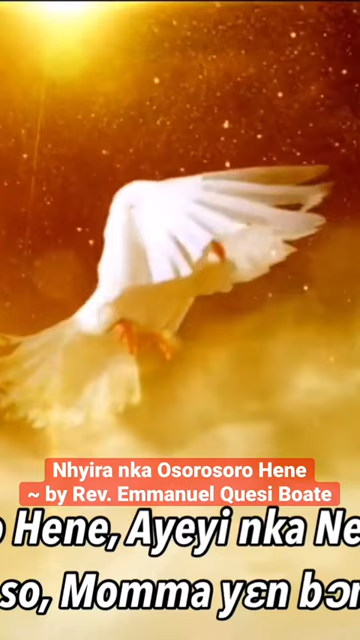 Nhyira nka Osorosoro Hene
~ by Rev. Emmanuel Quesi Boate
o Hene, Ayeyi nka Ne
so, Momma yɛn bɔ